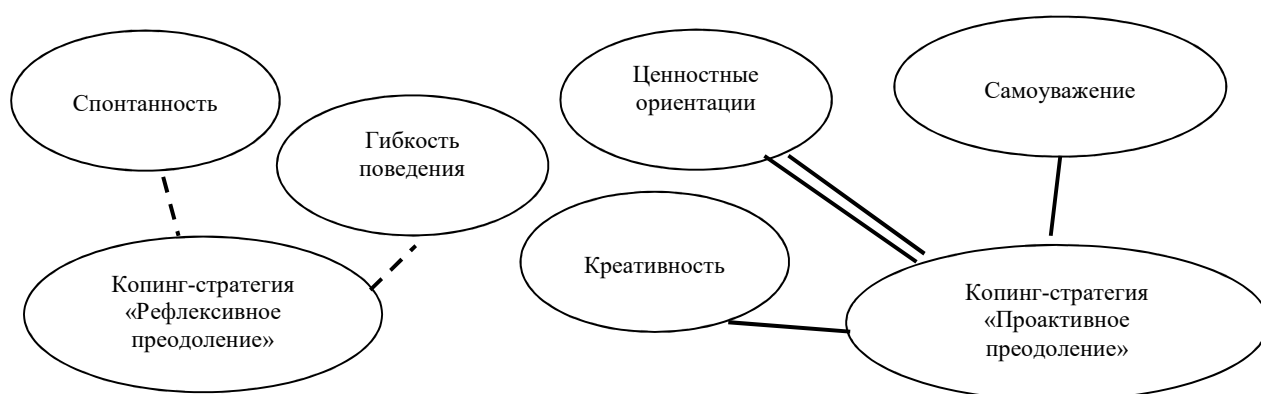 Спонтанность
Гибкость
поведения
Ценностные
ориентации
Самоуважение
Креативность
Копинг-стратегия
«Рефлексивное
преодоление»
Копинг-стратегия
«Проактивное
преодоление»